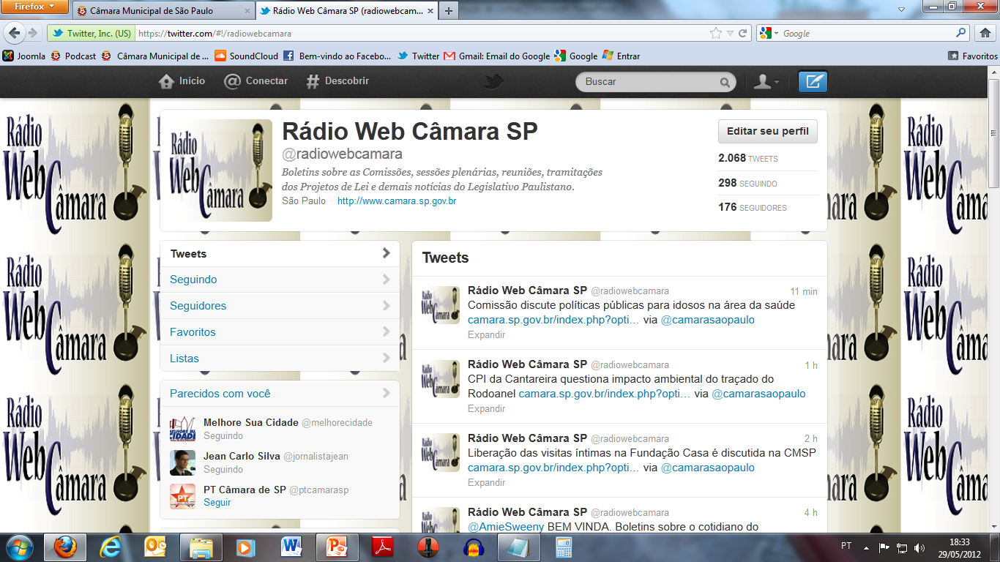 Firefox
Câmara Municipal de São Paulo
Rádio Web Câmara SP (radiowebcam...
Twitter, Inc. (US)
https://twitter.com/#!/radiowebcamara
Google
Joomla
Podcast
Câmara Municipal de ...
SoundCloud
Bem-vindo ao Facebo...
Twitter
Gmail: Email do Google
Google
Entrar
Favoritos
Início
Conectar
Descobrir
Buscar
Rádio Web Câmara
Rádio Web Câmara SP
@radiowebcamara
Boletins sobre as Comissões, sessões plenárias, reuniões, tramitações
dos Projetos de Lei e demais notícias do Legislativo Paulistano.
São Paulo · http://www.camara.sp.gov.br
Editar seu perfil
2.068 TWEETS
298 SEGUINDO
176 SEGUIDORES
Tweets
Seguindo
Seguidores
Favoritos
Listas
Parecidos com você
Melhore Sua Cidade @melhorecidade
Seguindo
Jean Carlo Silva @jornalistajean
Seguindo
PT Câmara de SP @ptcamarasp
Seguir
Tweets
Rádio Web Câmara SP @radiowebcamara 11 min
Comissão discute políticas públicas para idosos na área da saúde
camara.sp.gov.br/index.php?opti... via @camarasaopaulo
Expandir
Rádio Web Câmara SP @radiowebcamara 1 h
CPI da Cantareira questiona impacto ambiental do traçado do
Rodoanel camara.sp.gov.br/index.php?opti... via @camarasaopaulo
Expandir
Rádio Web Câmara SP @radiowebcamara 2 h
Liberação das visitas íntimas na Fundação Casa é discutida na CMSP
camara.sp.gov.br/index.php?opti... via @camarasaopaulo
Expandir
Rádio Web Câmara SP @radiowebcamara 4 h
@AmieSweeny BEM VINDA. Boletins sobre o cotidiano do
PT
18:33
29/05/2012